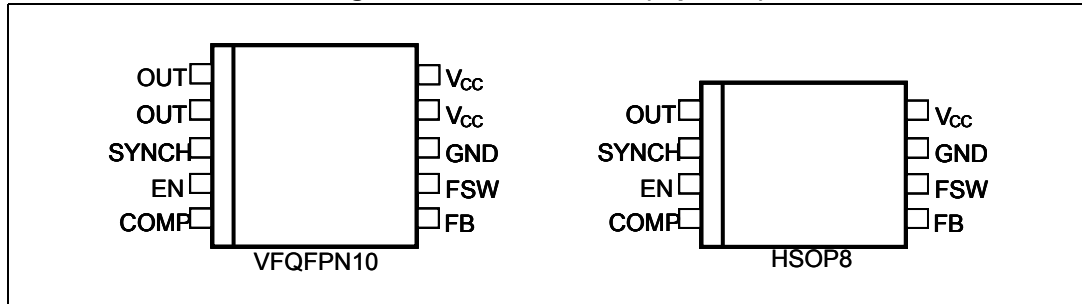 OUT
OUT
SYNCH
EN
COMP
VCC
VCC
GND
FSW
FB
VFQFPN10
OUT
SYNCH
EN
COMP
VCC
GND
FSW
FB
HSOP8